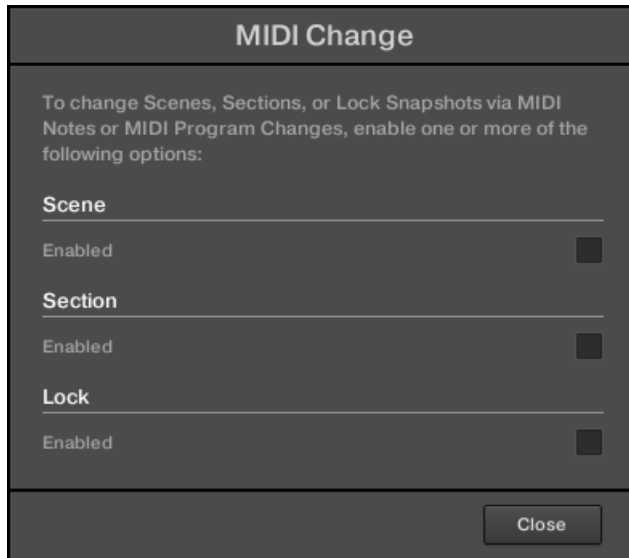 MIDI Change
To change Scenes, Sections, or Lock Snapshots via MIDI
Notes or MIDI Program Changes, enable one or more of the
following options:
Scene
Enabled
Section
Enabled
Lock
Enabled
Close